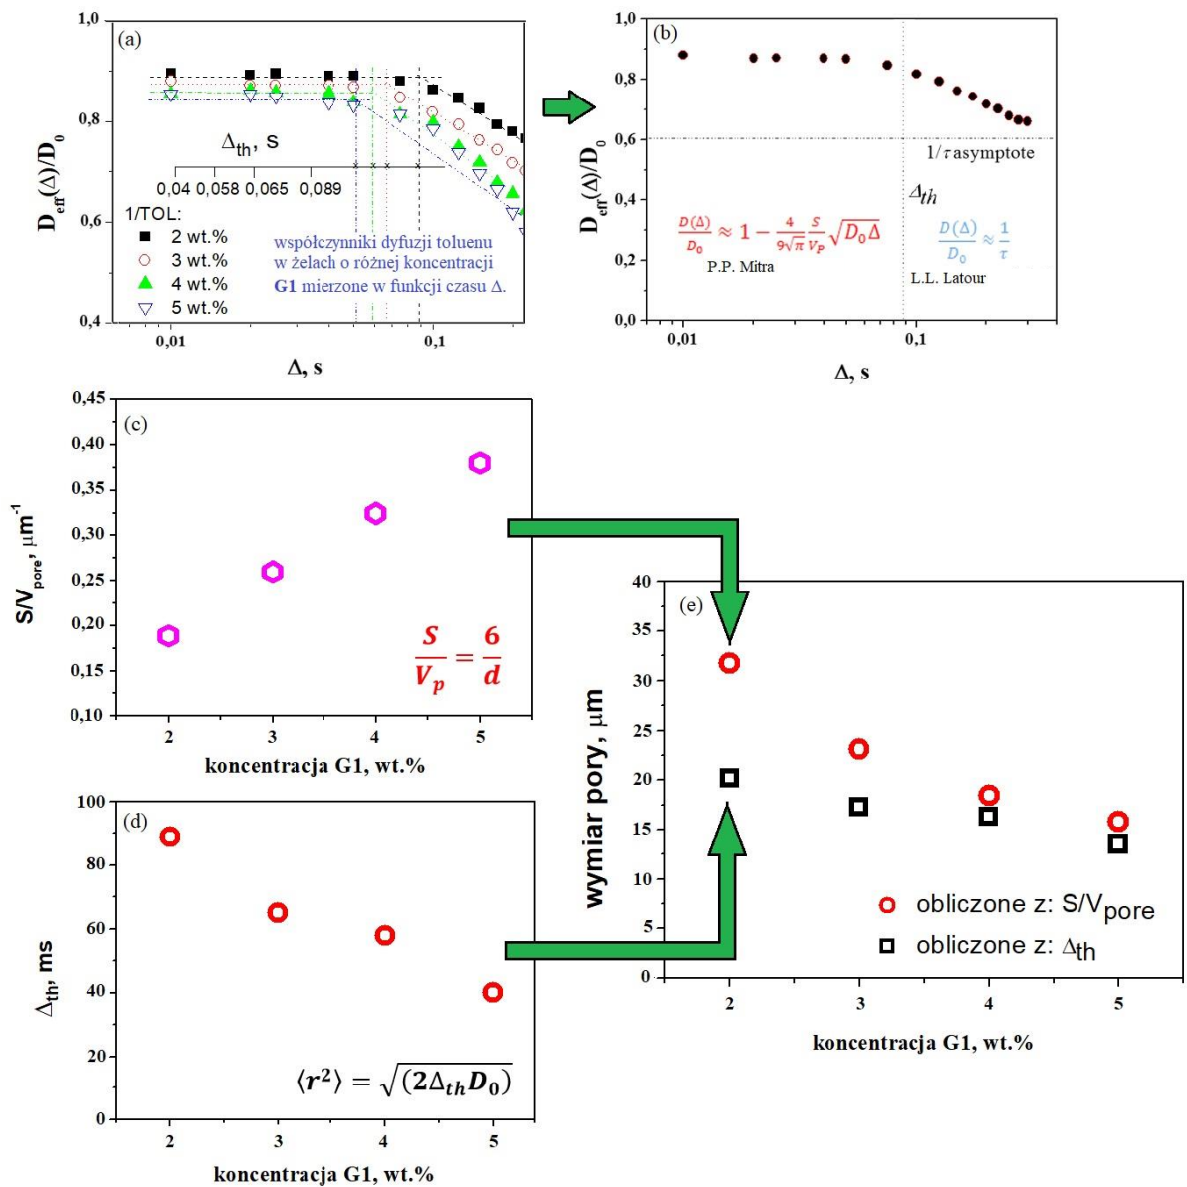 (a)
D_eff(Δ)/D_0
1,0
0,8
0,6
0,4
Δ_th, s
0,04 0,058 0,065 0,089
1/TOL:
2 wt.%
3 wt.%
4 wt.%
5 wt.%
współczynniki dyfuzji toluenu
w żelach o różnej koncentracji
G1 mierzone w funkcji czasu Δ.
0,01 0,1
Δ, s
(b)
D_eff(Δ)/D_0
1,0
0,8
0,6
0,4
0,2
0,0
1/τ asymptote
Δth
D(Δ)/D_0 ≈ 1 − 4/(9√π) S/V_P √(D_0Δ)
P.P. Mitra
D(Δ)/D_0 ≈ 1/τ
L.L. Latour
0,01 0,1
Δ, s
(c)
S/V_pore, μm⁻¹
0,45
0,40
0,35
0,30
0,25
0,20
0,15
0,10
S/V_p = 6/d
2 3 4 5
koncentracja G1, wt.%
(d)
Δ_th, ms
100
80
60
40
20
0
⟨r²⟩ = √(2Δ_thD_0)
2 3 4 5
koncentracja G1, wt.%
(e)
wymiar pory, μm
40
35
30
25
20
15
10
5
0
obliczone z: S/V_pore
obliczone z: Δ_th
2 3 4 5
koncentracja G1, wt.%